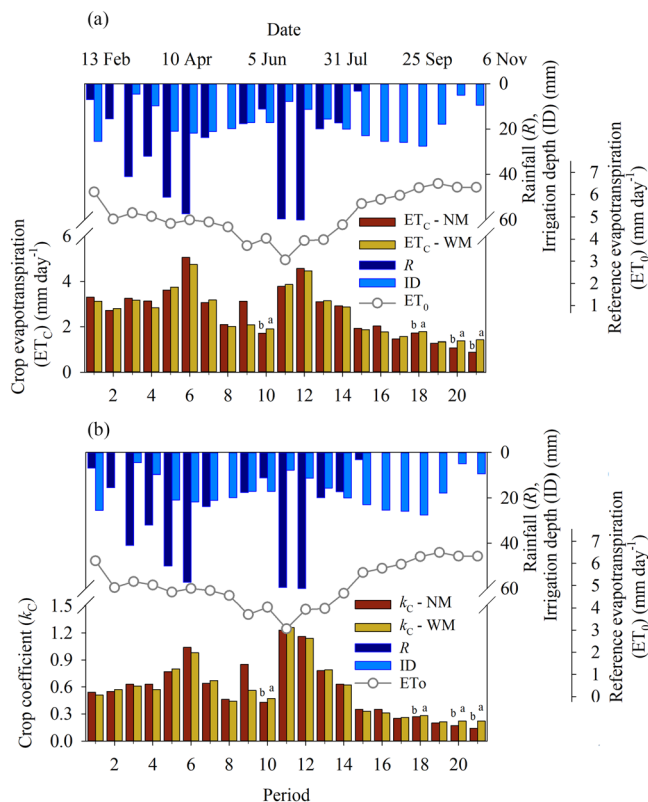 (a)
Date
13 Feb 10 Apr 5 Jun 31 Jul 25 Sep 6 Nov
0
20
40
60
Rainfall (R),
Irrigation depth (ID) (mm)
7
6
5
4
3
2
1
Reference evapotranspiration
(ET0) (mm day-1)
6
4
2
0
Crop evapotranspiration
(ETC) (mm day-1)
ETC - NM
ETC - WM
R
ID
ET0
b a b a b a b a
2 4 6 8 10 12 14 16 18 20
(b)
0
20
40
60
Rainfall (R),
Irrigation depth (ID) (mm)
7
6
5
4
3
2
1
0
Reference evapotranspiration
(ET0) (mm day-1)
1.5
1.2
0.9
0.6
0.3
0.0
Crop coefficient (kC)
kC - NM
kC - WM
R
ID
ETo
b a b a b a b a
2 4 6 8 10 12 14 16 18 20
Period